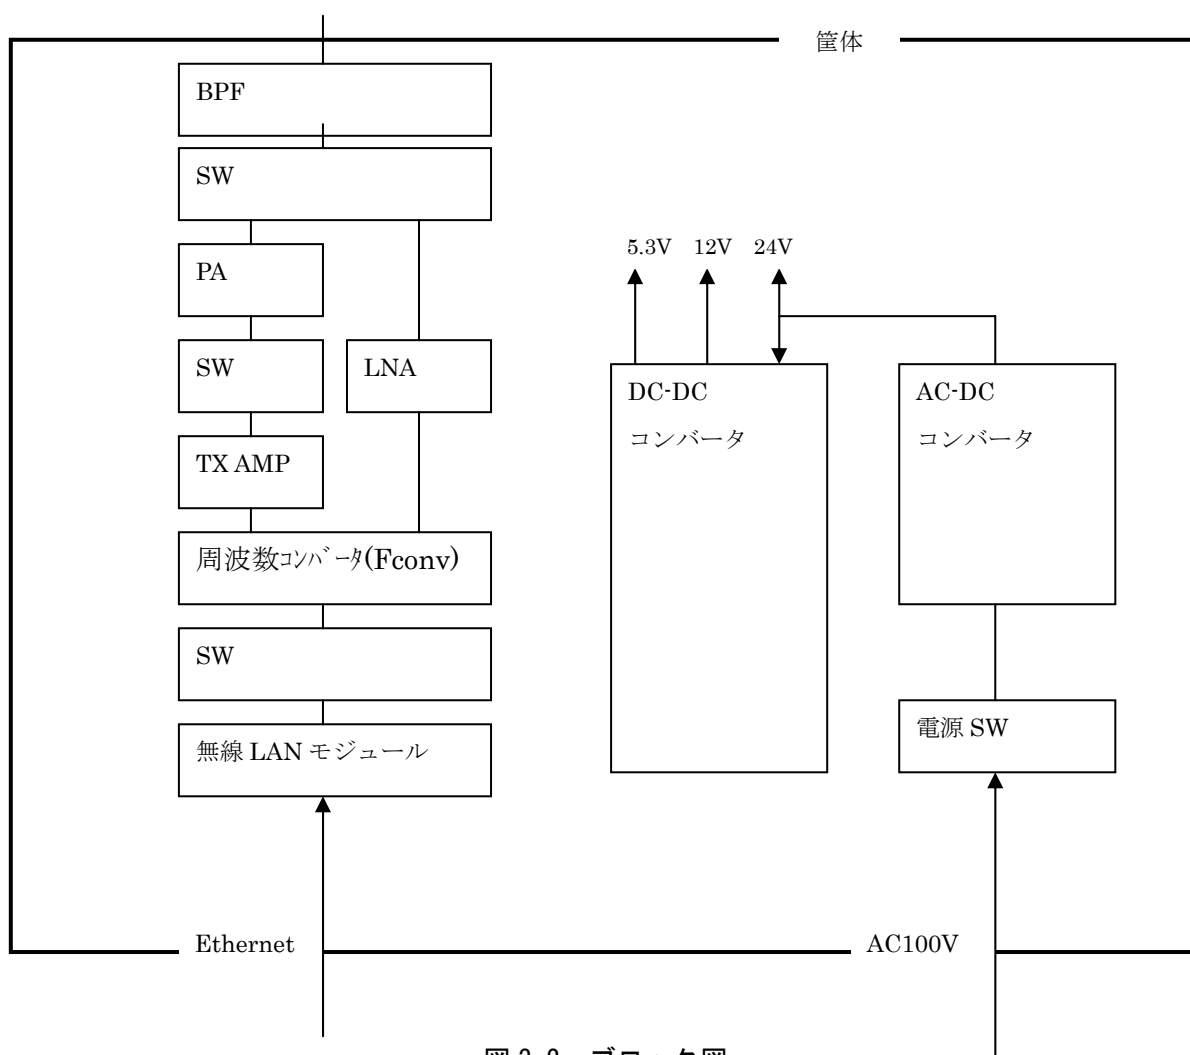 筐体
BPF
SW
5.3V 12V 24V
PA
SW
LNA
DC-DC
コンバータ
AC-DC
コンバータ
TX AMP
周波数ｺﾝﾊﾞｰﾀ(Fconv)
SW
電源 SW
無線 LAN モジュール
Ethernet
AC100V